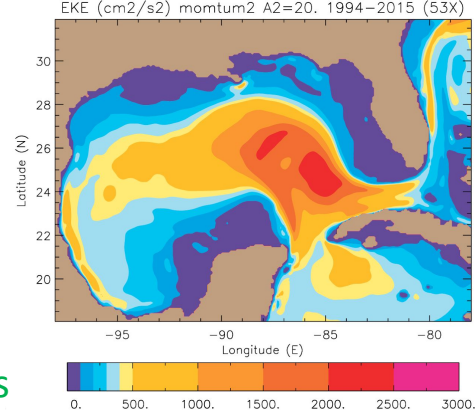 EKE (cm2/s2) momtum2 A2=20. 1994-2015 (53X)
30
28
26
24
22
20
Latitude (N)
-95 -90 -85 -80
Longitude (E)
S
0. 500. 1000. 1500. 2000. 2500. 3000.